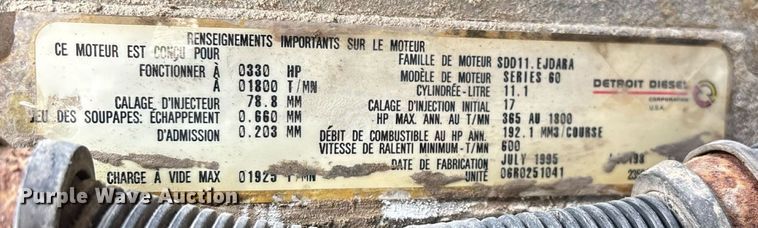 RENSEIGNEMENTS IMPORTANTS SUR LE MOTEUR
CE MOTEUR EST CONÇU POUR
FONCTIONNER À 0330 HP
À 01800 T/MN
CALAGE D'INJECTEUR 78.8 MM
JEU DES SOUPAPES: ÉCHAPPEMENT 0.660 MM
D'ADMISSION 0.203 MM
CHARGE À VIDE MAX 01925 T/MN
FAMILLE DE MOTEUR SDD11.EJDARA
MODÈLE DE MOTEUR SERIES 60
CYLINDRÉE-LITRE 11.1
CALAGE D'INJECTION INITIAL 17
HP MAX. ANN. AU T/MN 365 AU 1800
DÉBIT DE COMBUSTIBLE AU HP ANN. 192.1 MM3/COURSE
VITESSE DE RALENTI MINIMUM-T/MN 600
DATE DE FABRICATION JULY 1995
UNITÉ 06R0251041
DETROIT DIESEL
CORPORATION
U.S.A.
Purple Wave Auction